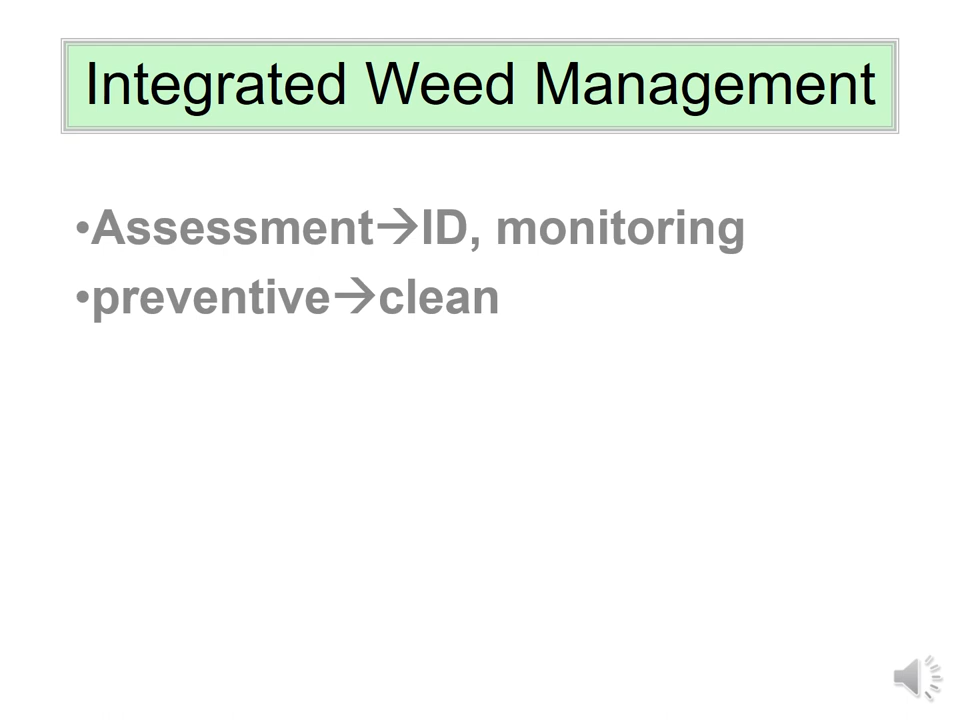 Integrated Weed Management
•Assessment→ID, monitoring
•preventive→clean